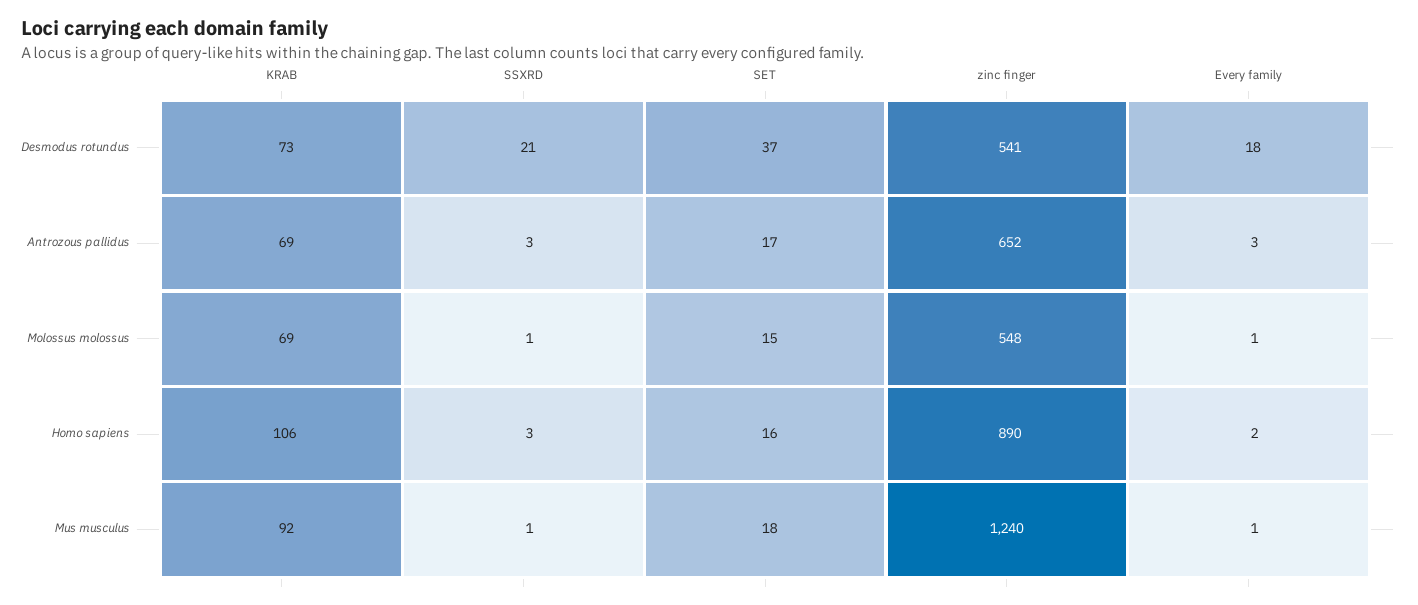 Loci carrying each domain family
A locus is a group of query-like hits within the chaining gap. The last column counts loci that carry every configured family.
KRAB SSXRD SET zinc finger Every family
Desmodus rotundus 73 21 37 541 18
Antrozous pallidus 69 3 17 652 3
Molossus molossus 69 1 15 548 1
Homo sapiens 106 3 16 890 2
Mus musculus 92 1 18 1,240 1